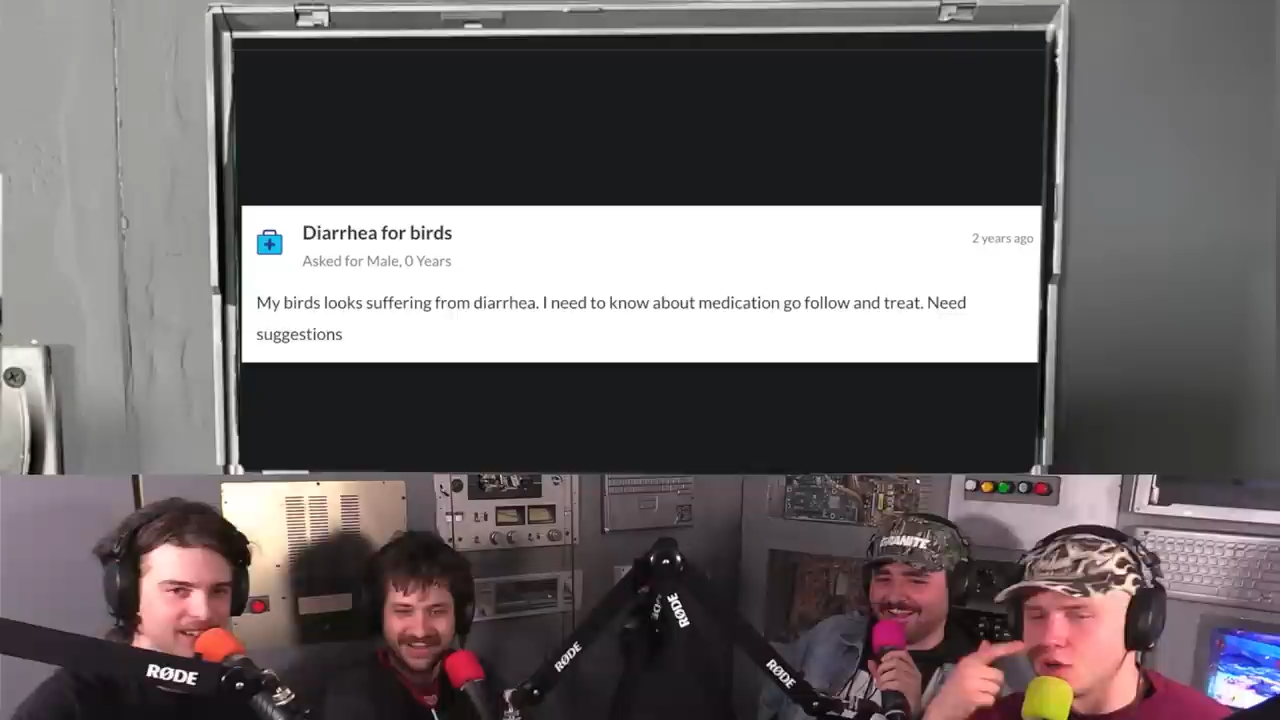 Diarrhea for birds
2 years ago
Asked for Male, 0 Years
My birds looks suffering from diarrhea. I need to know about medication go follow and treat. Need
suggestions
GRANITE
RØDE
RØDE
RØDE
RØDE